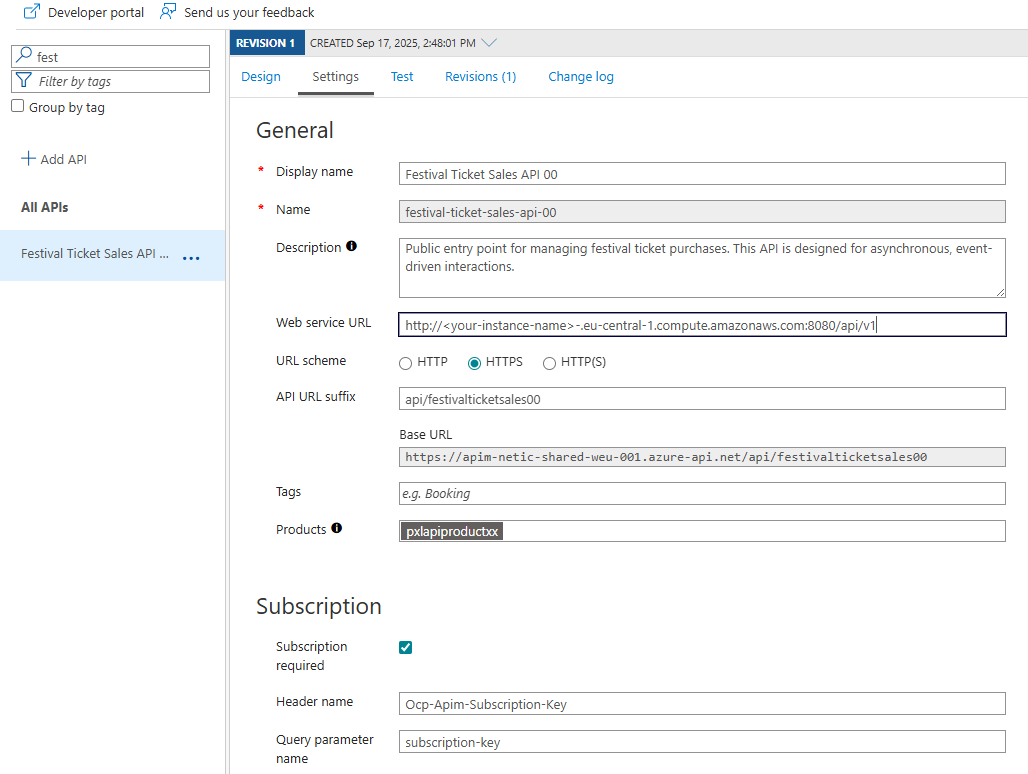 Developer portal
Send us your feedback
fest
Filter by tags
Group by tag
Add API
All APIs
Festival Ticket Sales API ...
...
REVISION 1
CREATED Sep 17, 2025, 2:48:01 PM
Design
Settings
Test
Revisions (1)
Change log
General
* Display name
Festival Ticket Sales API 00
* Name
festival-ticket-sales-api-00
Description
Public entry point for managing festival ticket purchases. This API is designed for asynchronous, event-
driven interactions.
Web service URL
http://<your-instance-name>-.eu-central-1.compute.amazonaws.com:8080/api/v1
URL scheme
HTTP
HTTPS
HTTP(S)
API URL suffix
api/festivalticketsales00
Base URL
https://apim-netic-shared-weu-001.azure-api.net/api/festivalticketsales00
Tags
e.g. Booking
Products
pxlapiproductxx
Subscription
Subscription
required
Header name
Ocp-Apim-Subscription-Key
Query parameter
name
subscription-key